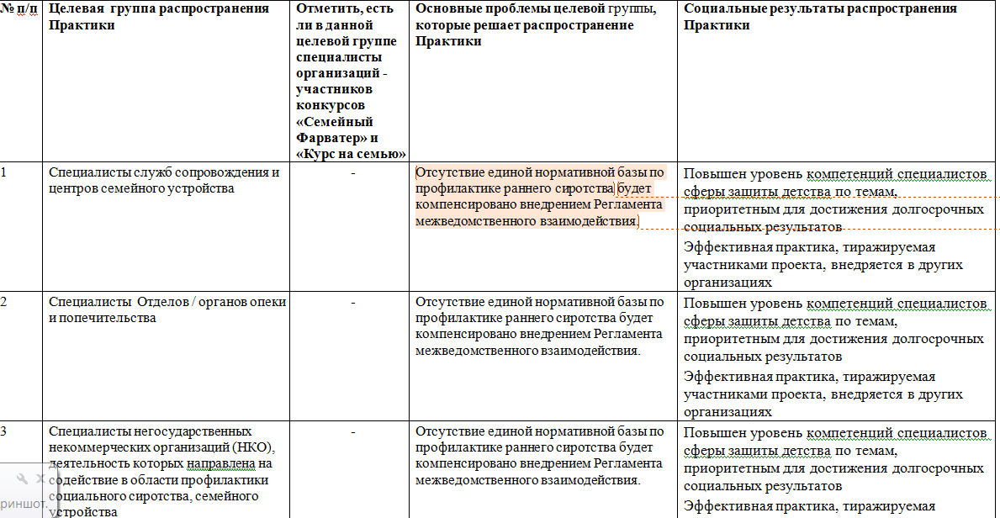 № п/п
Целевая группа распространения
Практики
Отметить, есть
ли в данной
целевой группе
специалисты
организаций -
участников
конкурсов
«Семейный
Фарватер» и
«Курс на семью»
Основные проблемы целевой группы,
которые решает распространение
Практики
Социальные результаты распространения
Практики
1
Специалисты служб сопровождения и
центров семейного устройства
-
Отсутствие единой нормативной базы по
профилактике раннего сиротства будет
компенсировано внедрением Регламента
межведомственного взаимодействия.
Повышен уровень компетенций специалистов
сферы зашиты детства по темам,
приоритетным для достижения долгосрочных
социальных результатов
Эффективная практика, тиражируемая
участниками проекта, внедряется в других
организациях
2
Специалисты Отделов / органов опеки
и попечительства
-
Отсутствие единой нормативной базы по
профилактике раннего сиротства будет
компенсировано внедрением Регламента
межведомственного взаимодействия.
Повышен уровень компетенций специалистов
сферы зашиты детства по темам,
приоритетным для достижения долгосрочных
социальных результатов
Эффективная практика, тиражируемая
участниками проекта, внедряется в других
организациях
3
Специалисты негосударственных
некоммерческих организаций (НКО),
деятельность которых направлена на
содействие в области профилактики
социального сиротства, семейного
устройства
-
Отсутствие единой нормативной базы по
профилактике раннего сиротства будет
компенсировано внедрением Регламента
межведомственного взаимодействия.
Повышен уровень компетенций специалистов
сферы зашиты детства по темам,
приоритетным для достижения долгосрочных
социальных результатов
Эффективная практика, тиражируемая
риншот.